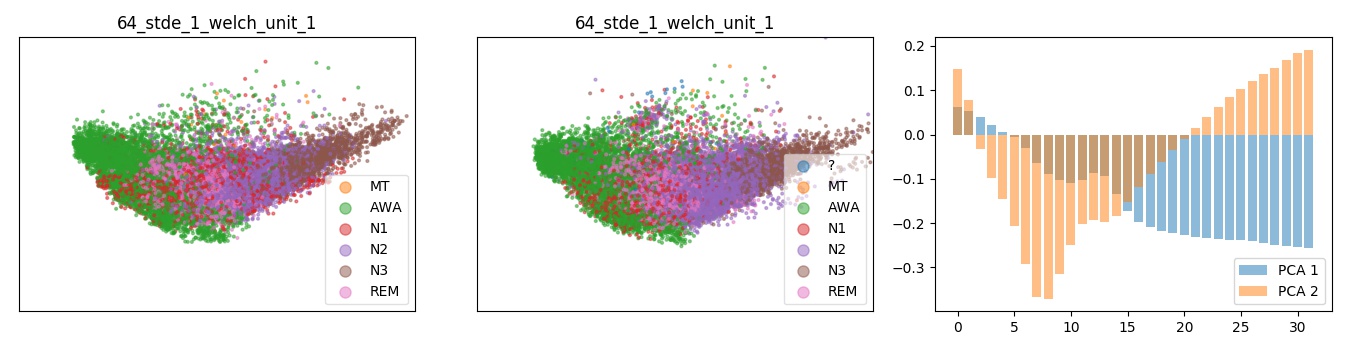 64_stde_1_welch_unit_1
MT
AWA
N1
N2
N3
REM
64_stde_1_welch_unit_1
?
MT
AWA
N1
N2
N3
REM
0.2
0.1
0.0
−0.1
−0.2
−0.3
0
5
10
15
20
25
30
PCA 1
PCA 2